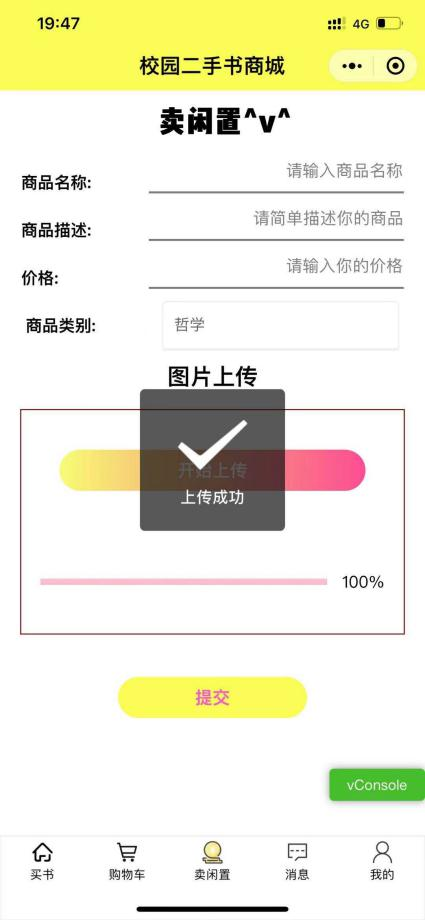 19:47
4G
校园二手书商城
卖闲置^v^
商品名称:
请输入商品名称
商品描述:
请简单描述你的商品
价格:
请输入你的价格
商品类别:
哲学
图片上传
开始上传
上传成功
100%
提交
vConsole
买书
购物车
卖闲置
消息
我的